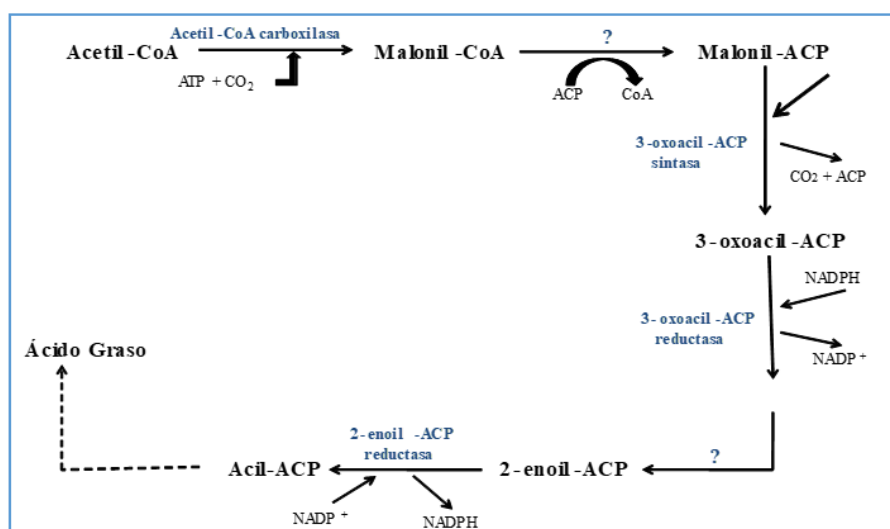 Acetil-CoA
Acetil-CoA carboxilasa
ATP + CO₂
Malonil-CoA
?
ACP
CoA
Malonil-ACP
3-oxoacil-ACP
sintasa
CO₂ + ACP
3-oxoacil-ACP
NADPH
3-oxoacil-ACP
reductasa
NADP⁺
?
2-enoil-ACP
2-enoil-ACP
reductasa
NADP⁺
NADPH
Acil-ACP
Ácido Graso